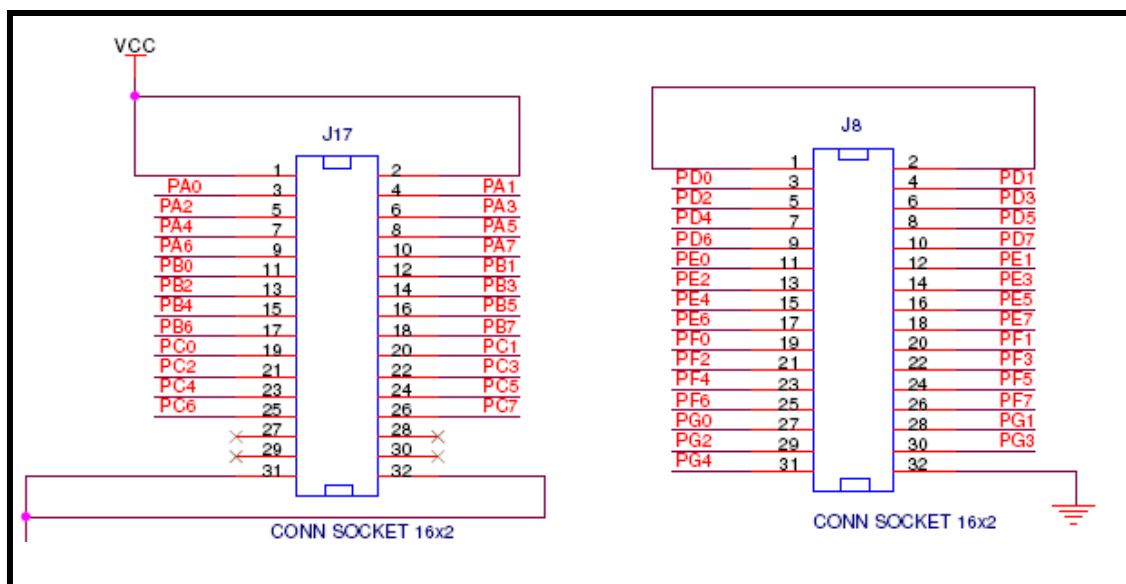 VCC
J17
1 2
PA0 3 4 PA1
PA2 5 6 PA3
PA4 7 8 PA5
PA6 9 10 PA7
PB0 11 12 PB1
PB2 13 14 PB3
PB4 15 16 PB5
PB6 17 18 PB7
PC0 19 20 PC1
PC2 21 22 PC3
PC4 23 24 PC5
PC6 25 26 PC7
27 28
29 30
31 32
CONN SOCKET 16x2
J8
1 2
PD0 3 4 PD1
PD2 5 6 PD3
PD4 7 8 PD5
PD6 9 10 PD7
PE0 11 12 PE1
PE2 13 14 PE3
PE4 15 16 PE5
PE6 17 18 PE7
PF0 19 20 PF1
PF2 21 22 PF3
PF4 23 24 PF5
PF6 25 26 PF7
PG0 27 28 PG1
PG2 29 30 PG3
PG4 31 32
CONN SOCKET 16x2